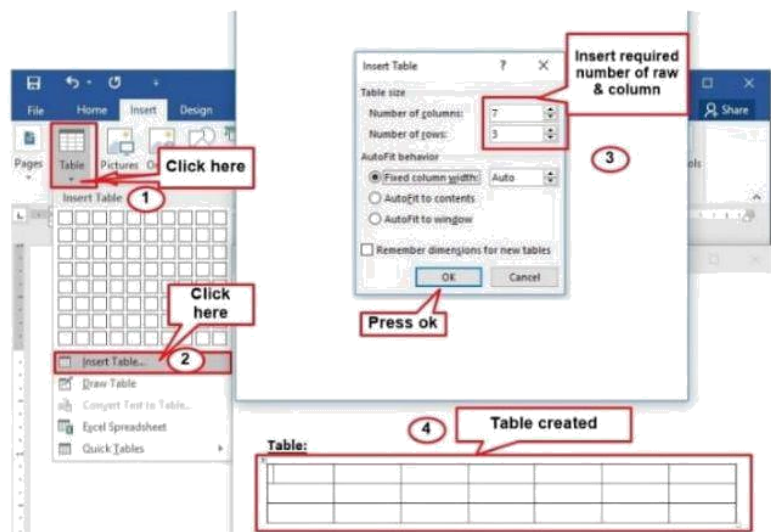 Insert Table
?
Insert required
number of raw
& column
Table size
Number of columns:
7
Number of rows:
3
3
AutoFit behavior
Fixed column width:
Auto
AutoFit to contents
AutoFit to window
Remember dimensions for new tables
OK
Cancel
Press ok
File
Home
Insert
Design
Share
Pages
Table
Pictures
Click here
1
Insert Table
Click
here
Insert Table...
2
Draw Table
Convert Text to Table...
Excel Spreadsheet
Quick Tables
4
Table created
Table: